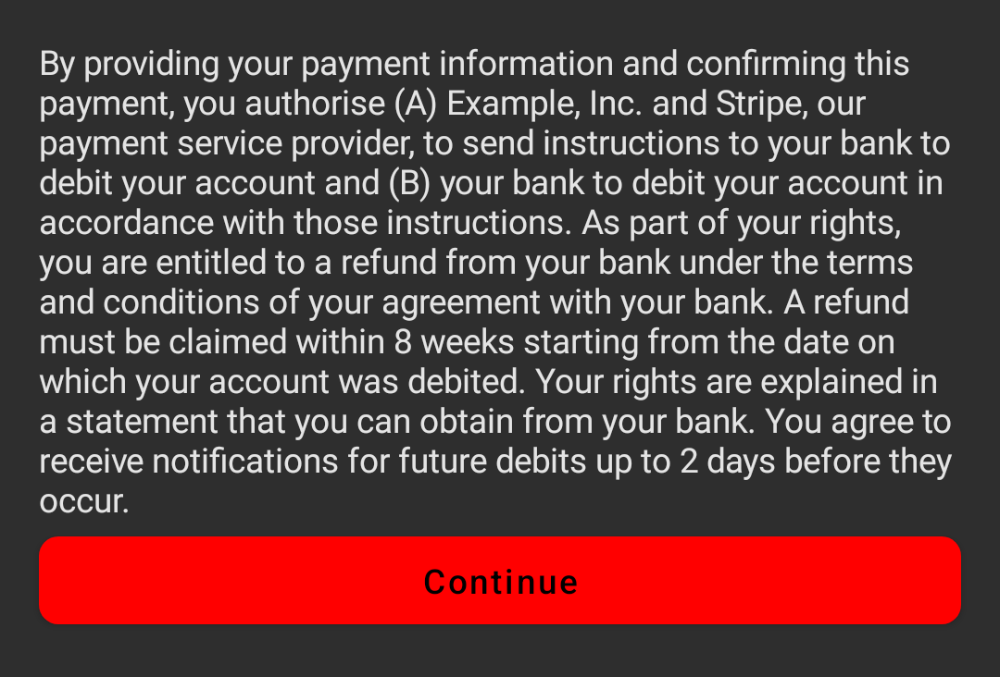 By providing your payment information and confirming this
payment, you authorise (A) Example, Inc. and Stripe, our
payment service provider, to send instructions to your bank to
debit your account and (B) your bank to debit your account in
accordance with those instructions. As part of your rights,
you are entitled to a refund from your bank under the terms
and conditions of your agreement with your bank. A refund
must be claimed within 8 weeks starting from the date on
which your account was debited. Your rights are explained in
a statement that you can obtain from your bank. You agree to
receive notifications for future debits up to 2 days before they
occur.
Continue